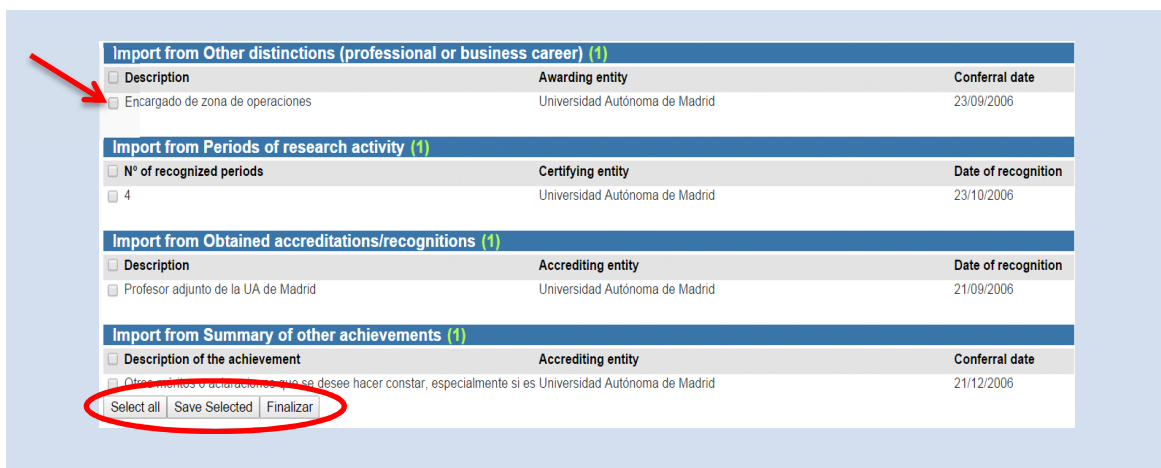 Import from Other distinctions (professional or business career) (1)
Description Awarding entity Conferral date
Encargado de zona de operaciones Universidad Autónoma de Madrid 23/09/2006
Import from Periods of research activity (1)
Nº of recognized periods Certifying entity Date of recognition
4 Universidad Autónoma de Madrid 23/10/2006
Import from Obtained accreditations/recognitions (1)
Description Accrediting entity Date of recognition
Profesor adjunto de la UA de Madrid Universidad Autónoma de Madrid 21/09/2006
Import from Summary of other achievements (1)
Description of the achievement Accrediting entity Conferral date
Otros méritos o aclaraciones que se desee hacer constar, especialmente si es Universidad Autónoma de Madrid 21/12/2006
Select all Save Selected Finalizar